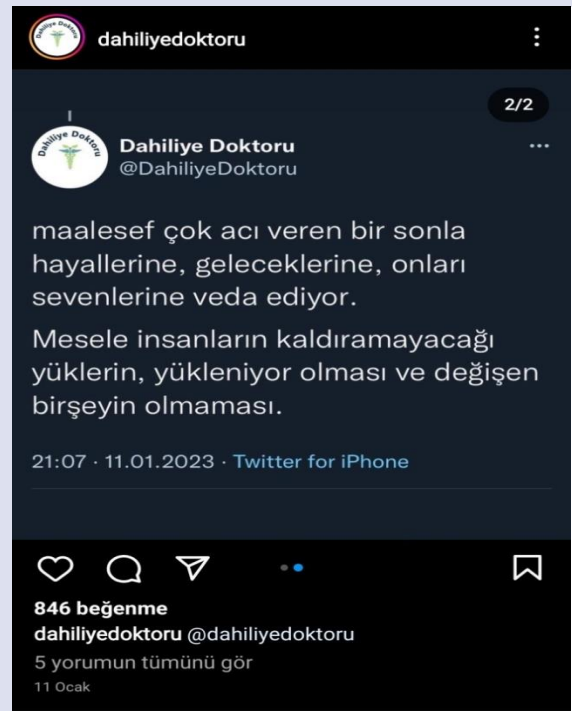 dahiliyedoktoru
2/2
Dahiliye Doktoru
Dahiliye Doktoru
@DahiliyeDoktoru
maalesef çok acı veren bir sonla
hayallerine, geleceklerine, onları
sevenlerine veda ediyor.
Mesele insanların kaldıramayacağı
yüklerin, yükleniyor olması ve değişen
birşeyin olmaması.
21:07 · 11.01.2023 · Twitter for iPhone
846 beğenme
dahiliyedoktoru @dahiliyedoktoru
5 yorumun tümünü gör
11 Ocak